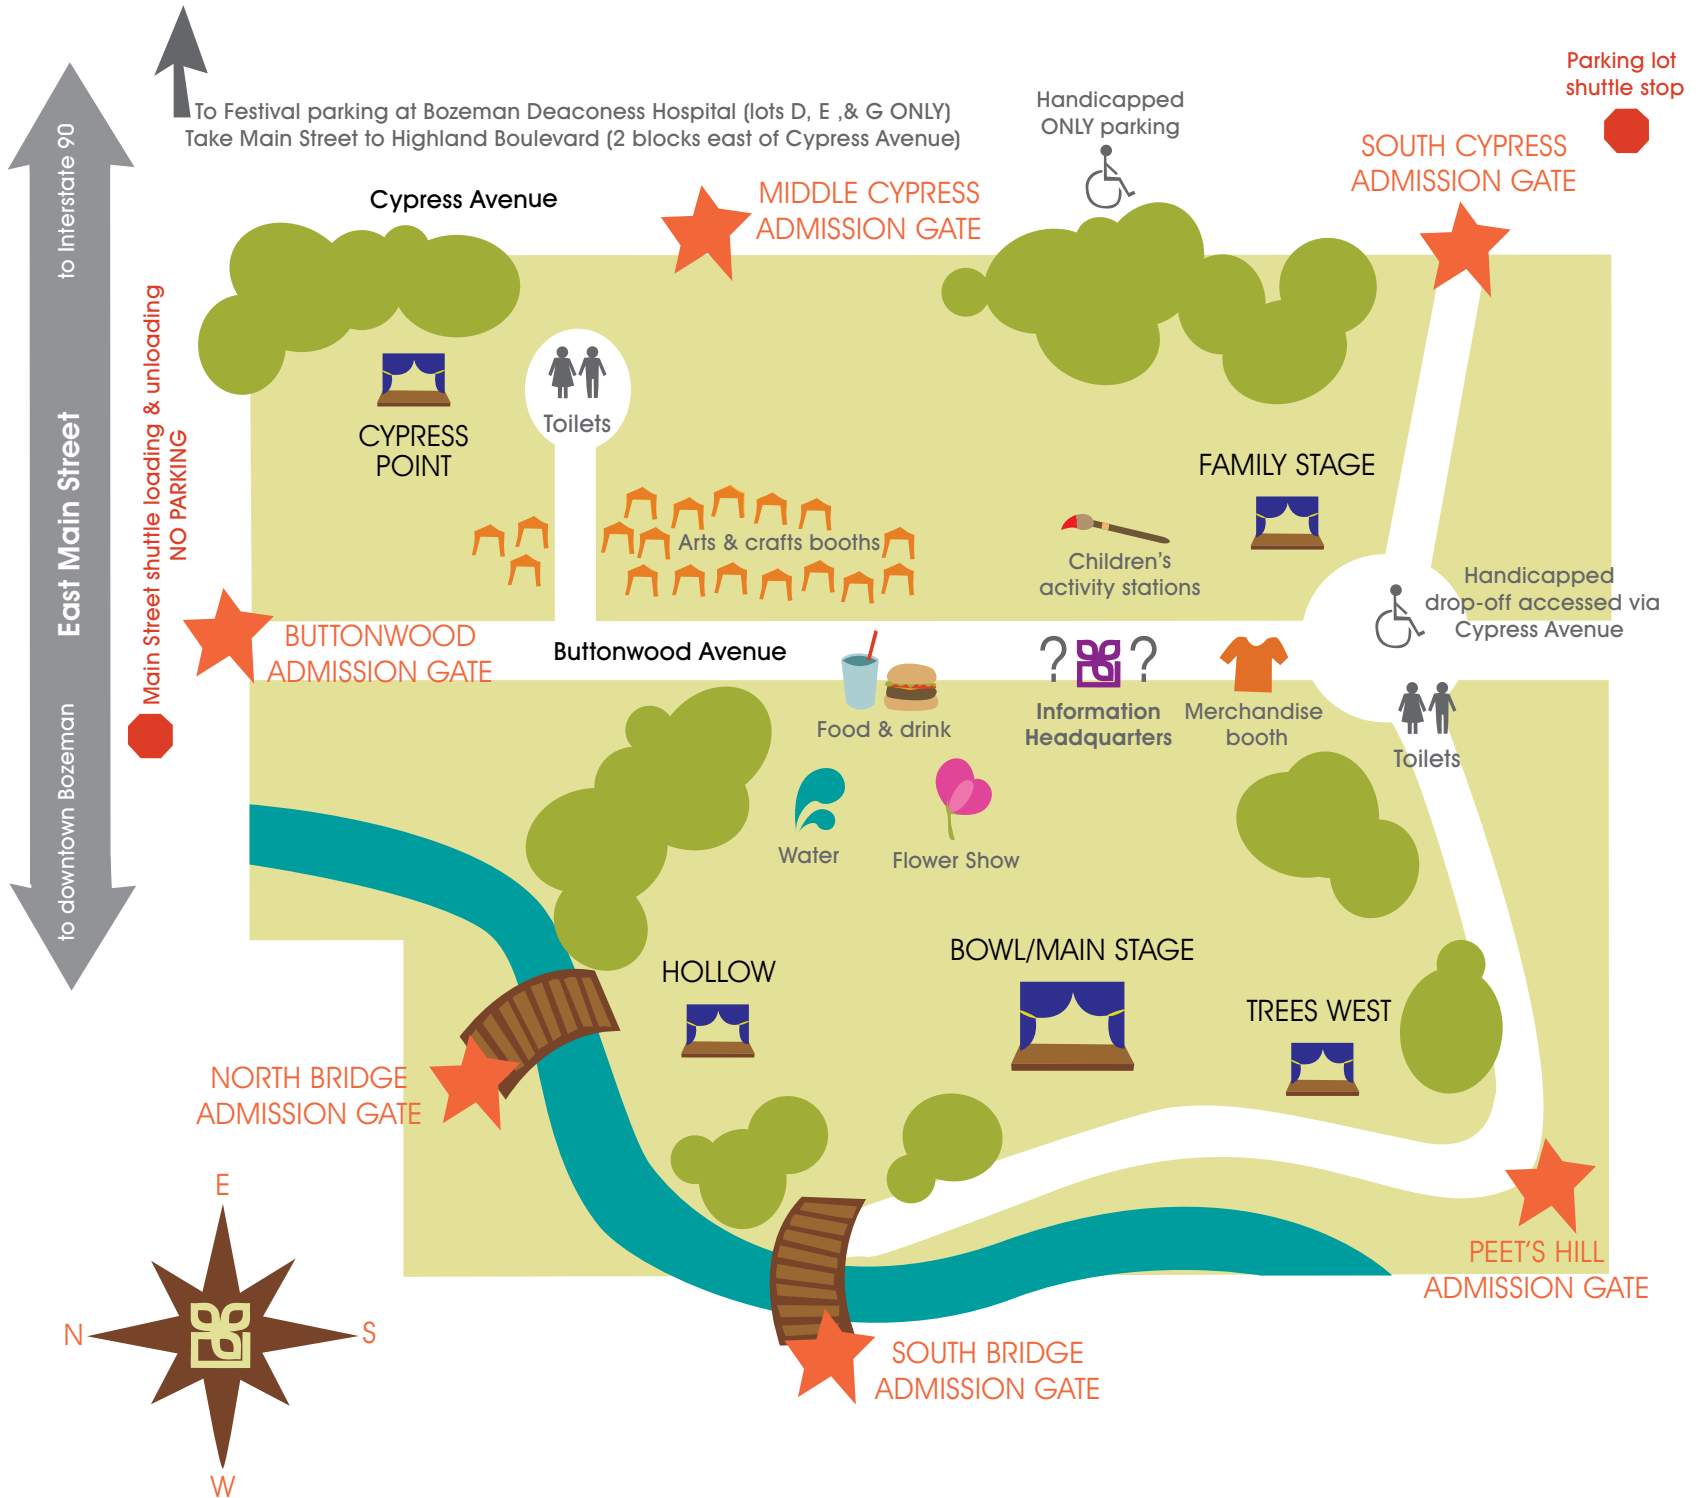 Parking lot
shuttle stop
To Festival parking at Bozeman Deaconess Hospital (lots D, E ,& G ONLY)
Take Main Street to Highland Boulevard (2 blocks east of Cypress Avenue)
Handicapped
ONLY parking
SOUTH CYPRESS
ADMISSION GATE
Cypress Avenue
MIDDLE CYPRESS
ADMISSION GATE
to Interstate 90
East Main Street
to downtown Bozeman
Main Street shuttle loading & unloading
NO PARKING
Toilets
CYPRESS
POINT
FAMILY STAGE
Arts & crafts booths
Children's
activity stations
Handicapped
drop-off accessed via
Cypress Avenue
BUTTONWOOD
ADMISSION GATE
Buttonwood Avenue
? ?
Food & drink
Information
Headquarters
Merchandise
booth
Toilets
Water
Flower Show
HOLLOW
BOWL/MAIN STAGE
TREES WEST
NORTH BRIDGE
ADMISSION GATE
PEET'S HILL
ADMISSION GATE
SOUTH BRIDGE
ADMISSION GATE
E
N
S
W